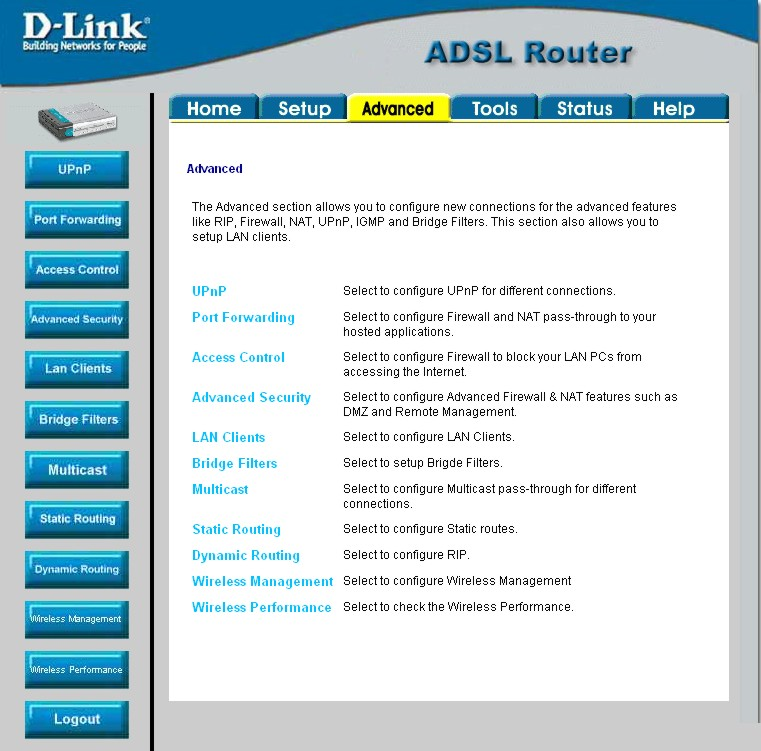 D-Link®
Building Networks for People
ADSL Router
Home Setup Advanced Tools Status Help
UPnP
Port Forwarding
Access Control
Advanced Security
Lan Clients
Bridge Filters
Multicast
Static Routing
Dynamic Routing
Wireless Management
Wireless Performance
Logout
Advanced
The Advanced section allows you to configure new connections for the advanced features
like RIP, Firewall, NAT, UPnP, IGMP and Bridge Filters. This section also allows you to
setup LAN clients.
UPnP Select to configure UPnP for different connections.
Port Forwarding Select to configure Firewall and NAT pass-through to your
hosted applications.
Access Control Select to configure Firewall to block your LAN PCs from
accessing the Internet.
Advanced Security Select to configure Advanced Firewall & NAT features such as
DMZ and Remote Management.
LAN Clients Select to configure LAN Clients.
Bridge Filters Select to setup Brigde Filters.
Multicast Select to configure Multicast pass-through for different
connections.
Static Routing Select to configure Static routes.
Dynamic Routing Select to configure RIP.
Wireless Management Select to configure Wireless Management
Wireless Performance Select to check the Wireless Performance.